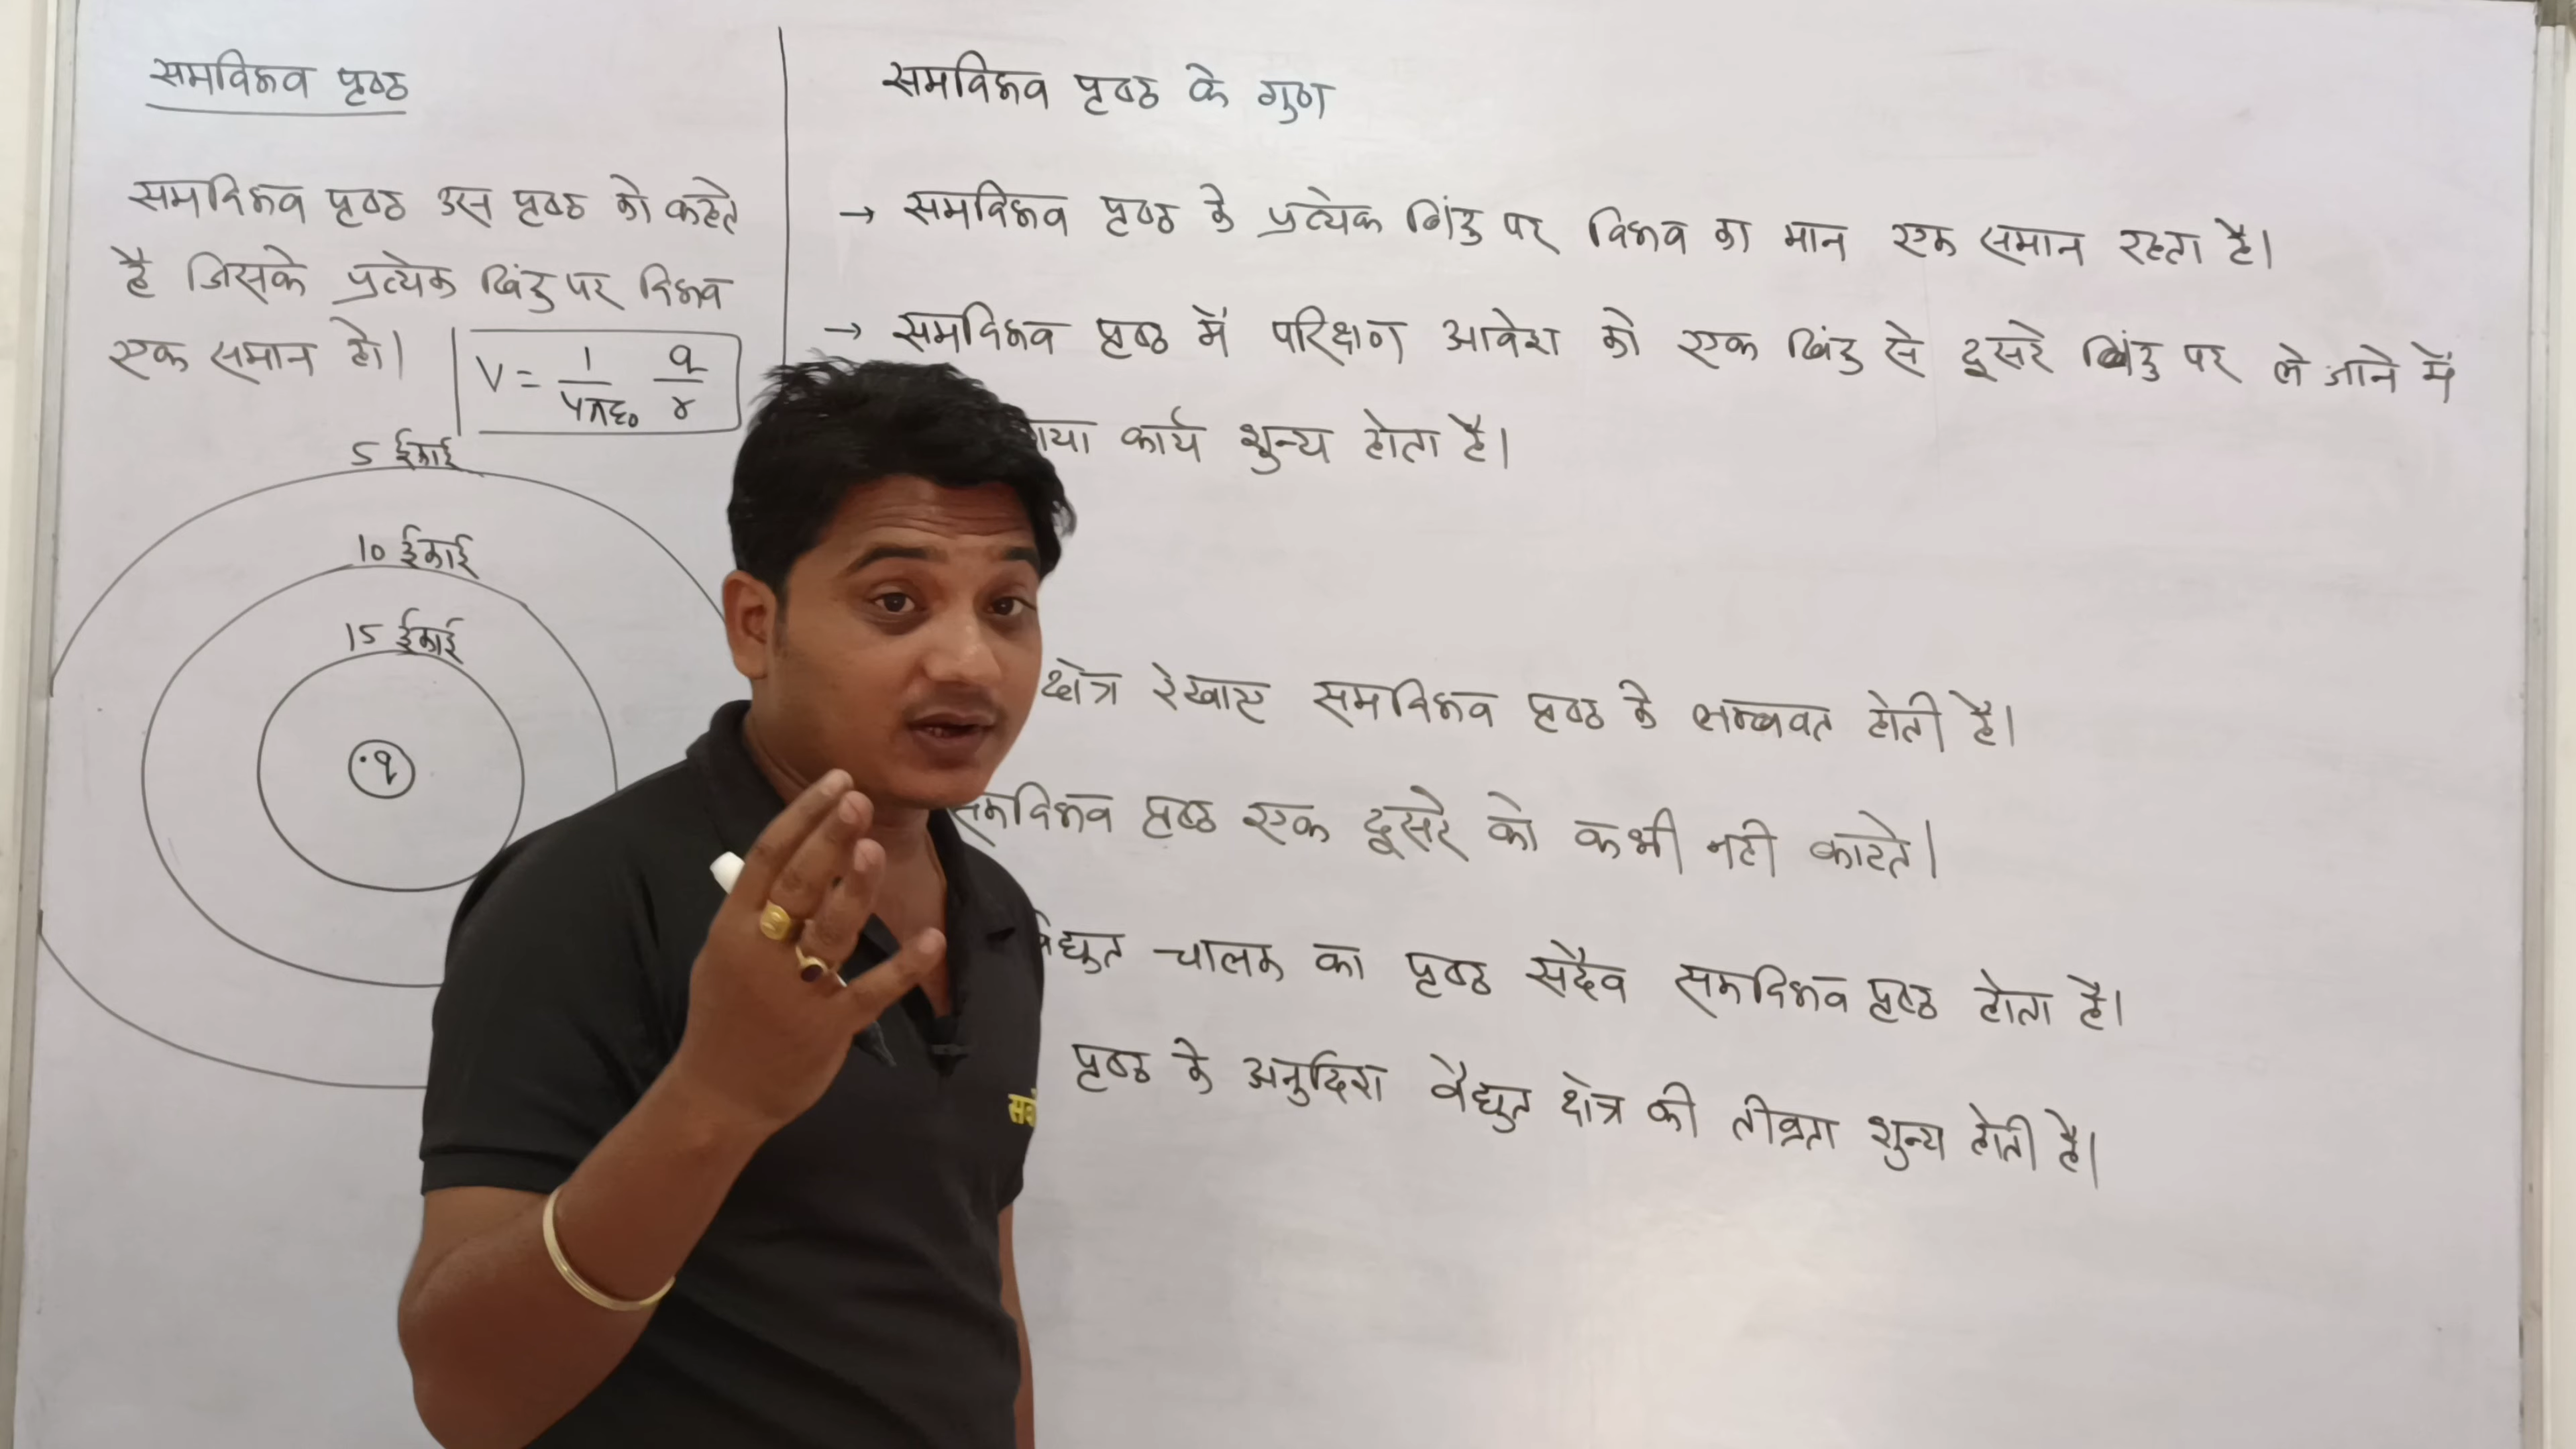 समविभव पृष्ठ
समविभव पृष्ठ उस पृष्ठ को कहते
है जिसके प्रत्येक बिंदु पर विभव
एक समान हो।
V = 1/4πε₀ q/r
5 ईकाई
10 ईकाई
15 ईकाई
q
समविभव पृष्ठ के गुण
→ समविभव पृष्ठ के प्रत्येक बिंदु पर विभव का मान एक समान रहता है।
→ समविभव पृष्ठ में परिक्षण आवेश को एक बिंदु से दूसरे बिंदु पर ले जाने में
गया कार्य शुन्य होता है।
क्षेत्र रेखाए समविभव पृष्ठ के लम्बवत होती है।
समविभव पृष्ठ एक दूसरे को कभी नही काटते।
विद्युत चालक का पृष्ठ सदैव समविभव पृष्ठ होता है।
पृष्ठ के अनुदिश वैद्युत क्षेत्र की तीव्रता शुन्य होती है।